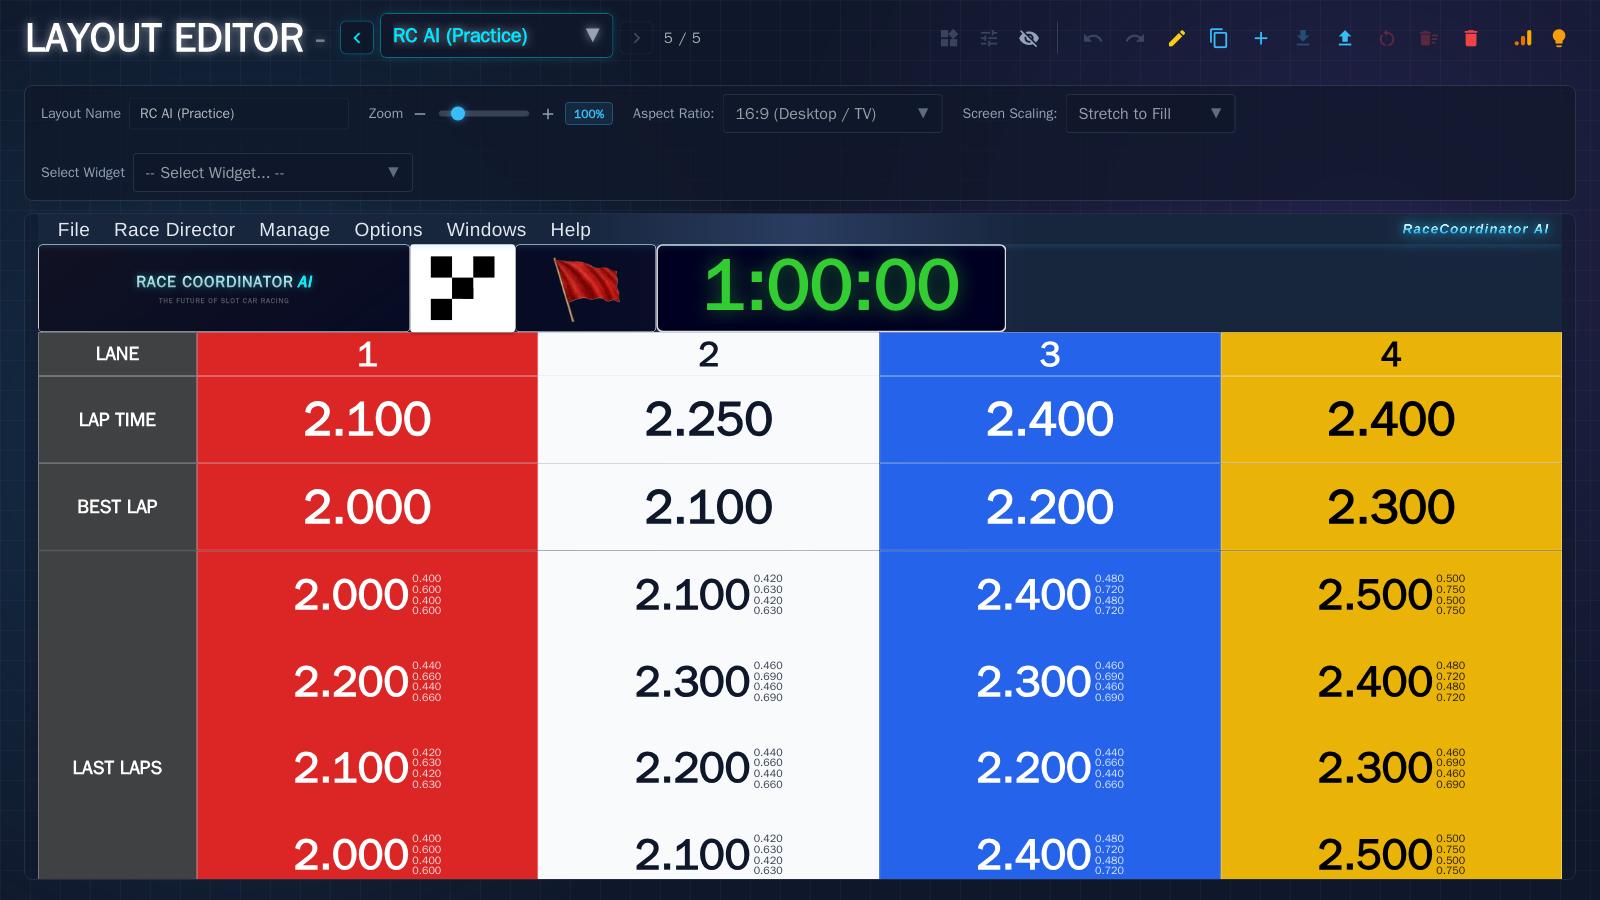 LAYOUT EDITOR - RC AI (Practice) 5 / 5
Layout Name RC AI (Practice) Zoom 100% Aspect Ratio: 16:9 (Desktop / TV) Screen Scaling: Stretch to Fill
Select Widget -- Select Widget... --
File Race Director Manage Options Windows Help RaceCoordinator AI
RACE COORDINATOR AI
THE FUTURE OF SLOT CAR RACING
1:00:00
LANE 1 2 3 4
LAP TIME 2.100 2.250 2.400 2.400
BEST LAP 2.000 2.100 2.200 2.300
LAST LAPS
2.000 0.400 0.600 0.400 0.600 2.100 0.420 0.630 0.420 0.630 2.400 0.480 0.720 0.480 0.720 2.500 0.500 0.750 0.500 0.750
2.200 0.440 0.660 0.440 0.660 2.300 0.460 0.690 0.460 0.690 2.300 0.460 0.690 0.460 0.690 2.400 0.480 0.720 0.480 0.720
2.100 0.420 0.630 0.420 0.630 2.200 0.440 0.660 0.440 0.660 2.200 0.440 0.660 0.440 0.660 2.300 0.460 0.690 0.460 0.690
2.000 0.400 0.600 0.400 0.600 2.100 0.420 0.630 0.420 0.630 2.400 0.480 0.720 0.480 0.720 2.500 0.500 0.750 0.500 0.750